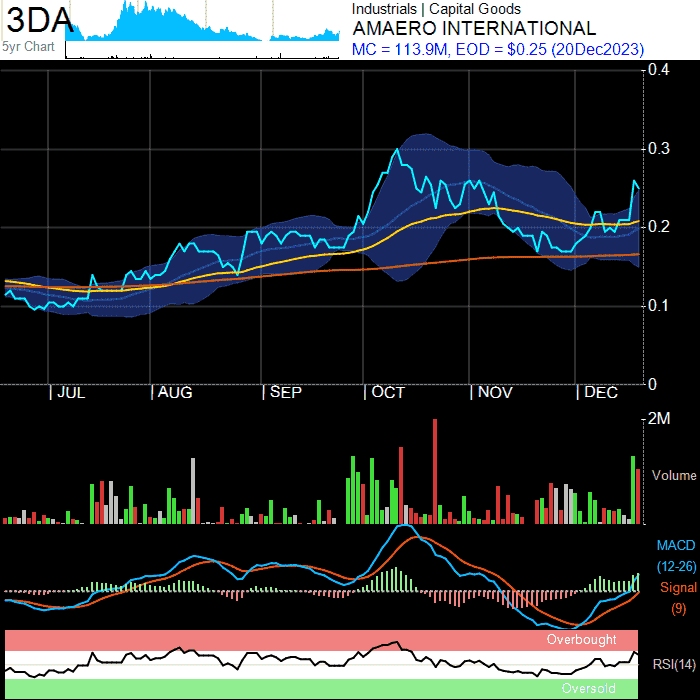 3DA
5yr Chart
Industrials | Capital Goods
AMAERO INTERNATIONAL
MC = 113.9M, EOD = $0.25 (20Dec2023)
0.4
0.3
0.2
0.1
0
| JUL | AUG | SEP | OCT | NOV | DEC
2M
Volume
MACD
(12-26)
Signal
(9)
Overbought
RSI(14)
Oversold